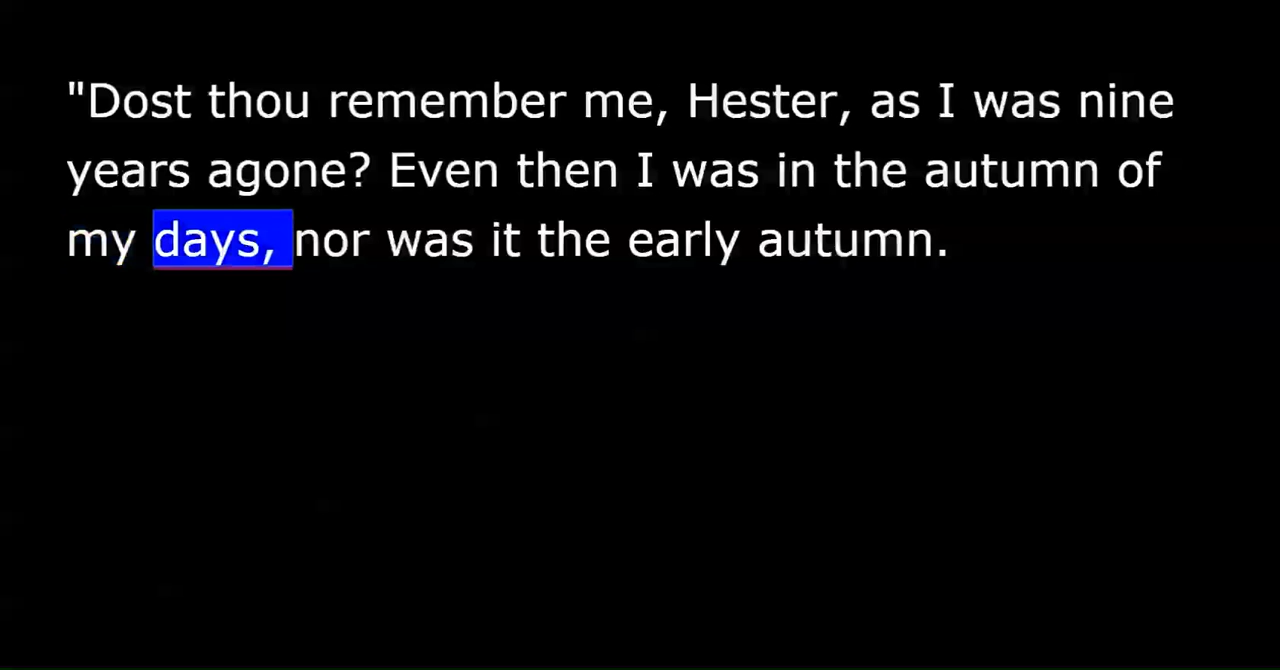 "Dost thou remember me, Hester, as I was nine
years agone? Even then I was in the autumn of
my days, nor was it the early autumn.